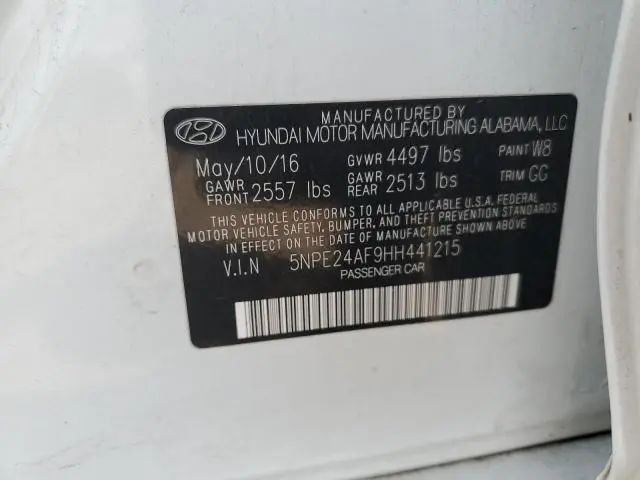 MANUFACTURED BY
HYUNDAI MOTOR MANUFACTURING ALABAMA, LLC
May/10/16 GVWR 4497 lbs PAINT W8
GAWR FRONT 2557 lbs GAWR REAR 2513 lbs TRIM GG
THIS VEHICLE CONFORMS TO ALL APPLICABLE U.S.A. FEDERAL
MOTOR VEHICLE SAFETY, BUMPER, AND THEFT PREVENTION STANDARDS
IN EFFECT ON THE DATE OF MANUFACTURE SHOWN ABOVE.
V.I.N 5NPE24AF9HH441215
PASSENGER CAR